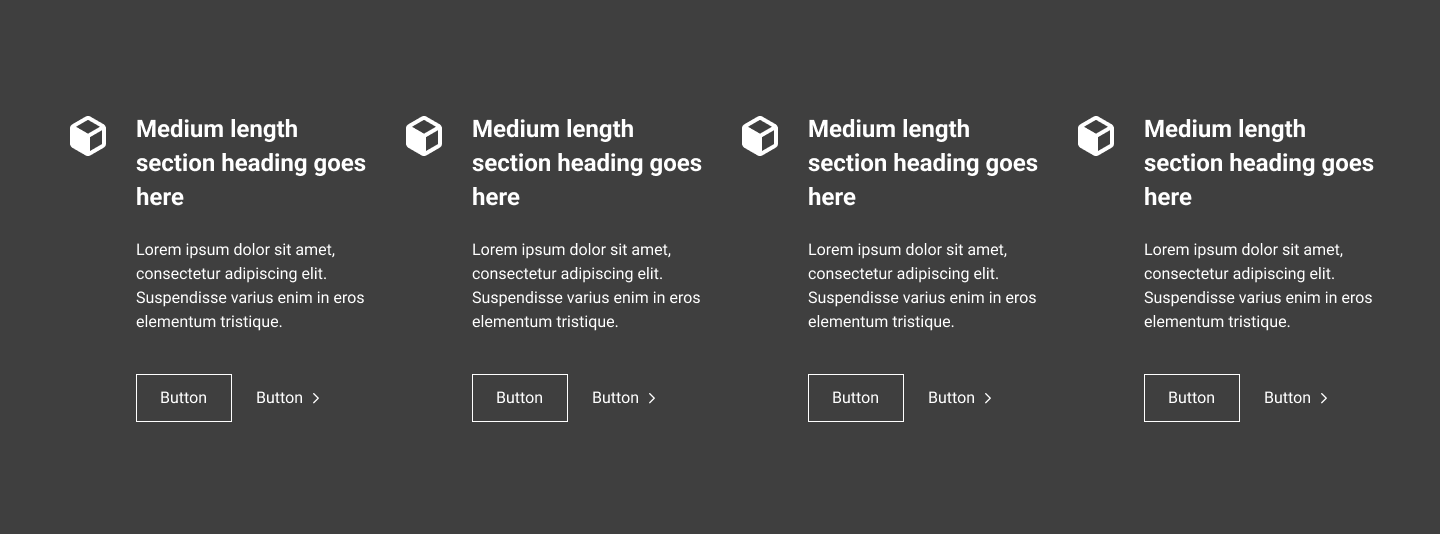 Medium length
section heading goes
here
Lorem ipsum dolor sit amet,
consectetur adipiscing elit.
Suspendisse varius enim in eros
elementum tristique.
Button
Button
Medium length
section heading goes
here
Lorem ipsum dolor sit amet,
consectetur adipiscing elit.
Suspendisse varius enim in eros
elementum tristique.
Button
Button
Medium length
section heading goes
here
Lorem ipsum dolor sit amet,
consectetur adipiscing elit.
Suspendisse varius enim in eros
elementum tristique.
Button
Button
Medium length
section heading goes
here
Lorem ipsum dolor sit amet,
consectetur adipiscing elit.
Suspendisse varius enim in eros
elementum tristique.
Button
Button